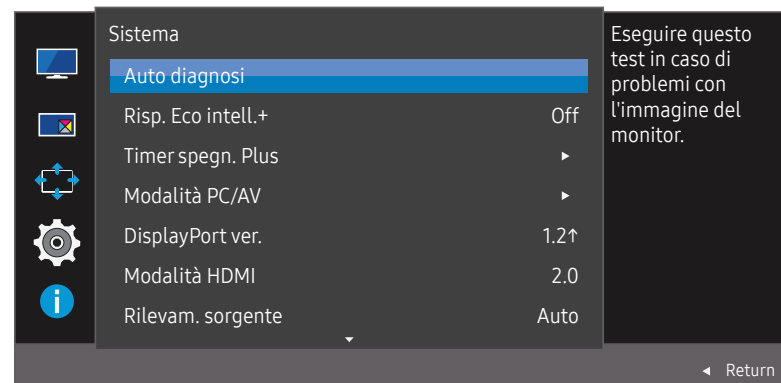 Sistema
Auto diagnosi
Risp. Eco intell.+ Off
Timer spegn. Plus ►
Modalità PC/AV ►
DisplayPort ver. 1.2↑
Modalità HDMI 2.0
Rilevam. sorgente Auto
Eseguire questo
test in caso di
problemi con
l'immagine del
monitor.
◄ Return